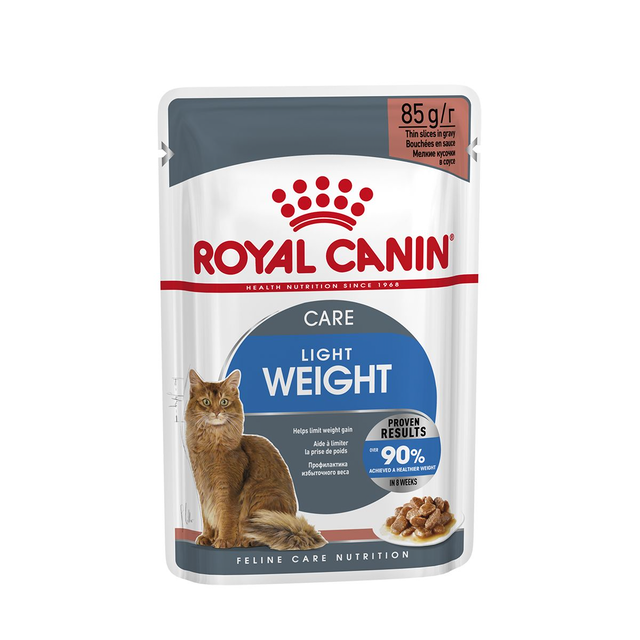 85 g/г
Thin slices in gravy
Bouchées en sauce
Мелкие кусочки
в соусе
ROYAL CANIN®
HEALTH NUTRITION SINCE 1968
CARE
LIGHT
WEIGHT
Helps limit weight gain
Aide à limiter
la prise de poids
Профилактика
избыточного веса
PROVEN
RESULTS
OVER 90%
ACHIEVED A HEALTHIER WEIGHT
IN 8 WEEKS
FELINE CARE NUTRITION